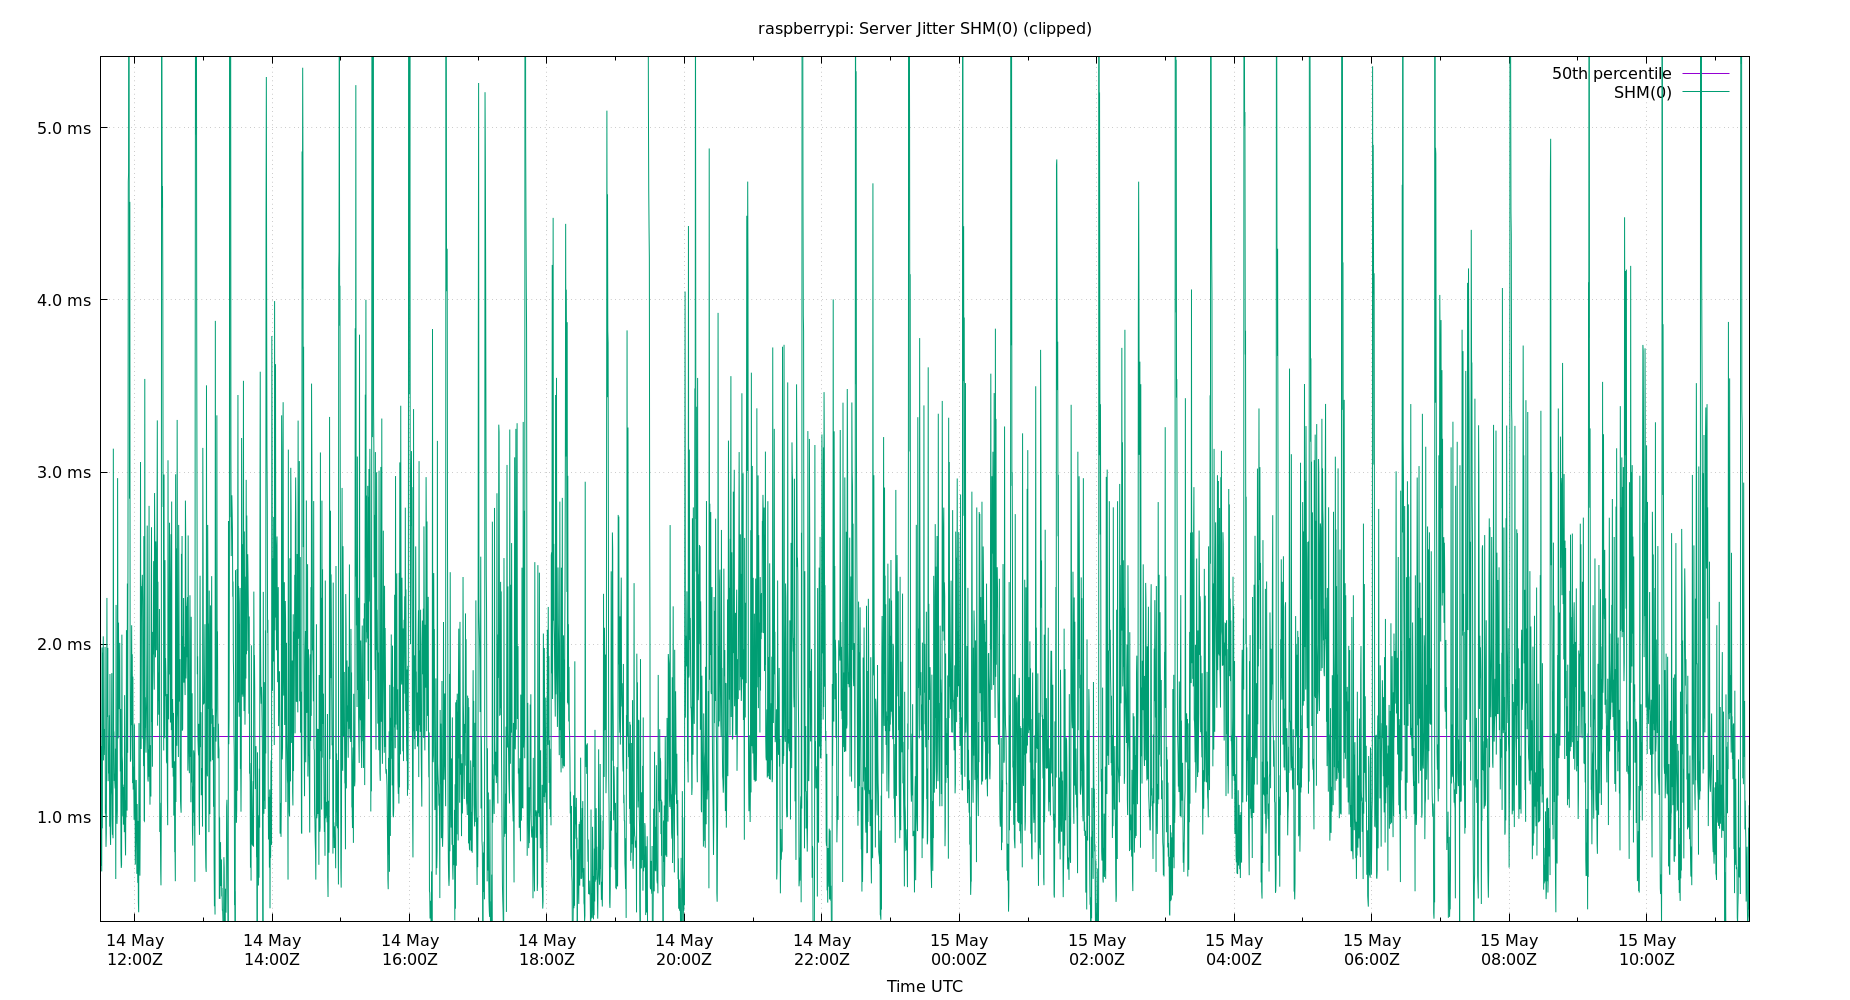 raspberrypi: Server Jitter SHM(0) (clipped)
50th percentile
SHM(0)
5.0 ms
4.0 ms
3.0 ms
2.0 ms
1.0 ms
14 May 14 May 14 May 14 May 14 May 14 May 15 May 15 May 15 May 15 May 15 May 15 May
12:00Z 14:00Z 16:00Z 18:00Z 20:00Z 22:00Z 00:00Z 02:00Z 04:00Z 06:00Z 08:00Z 10:00Z
Time UTC